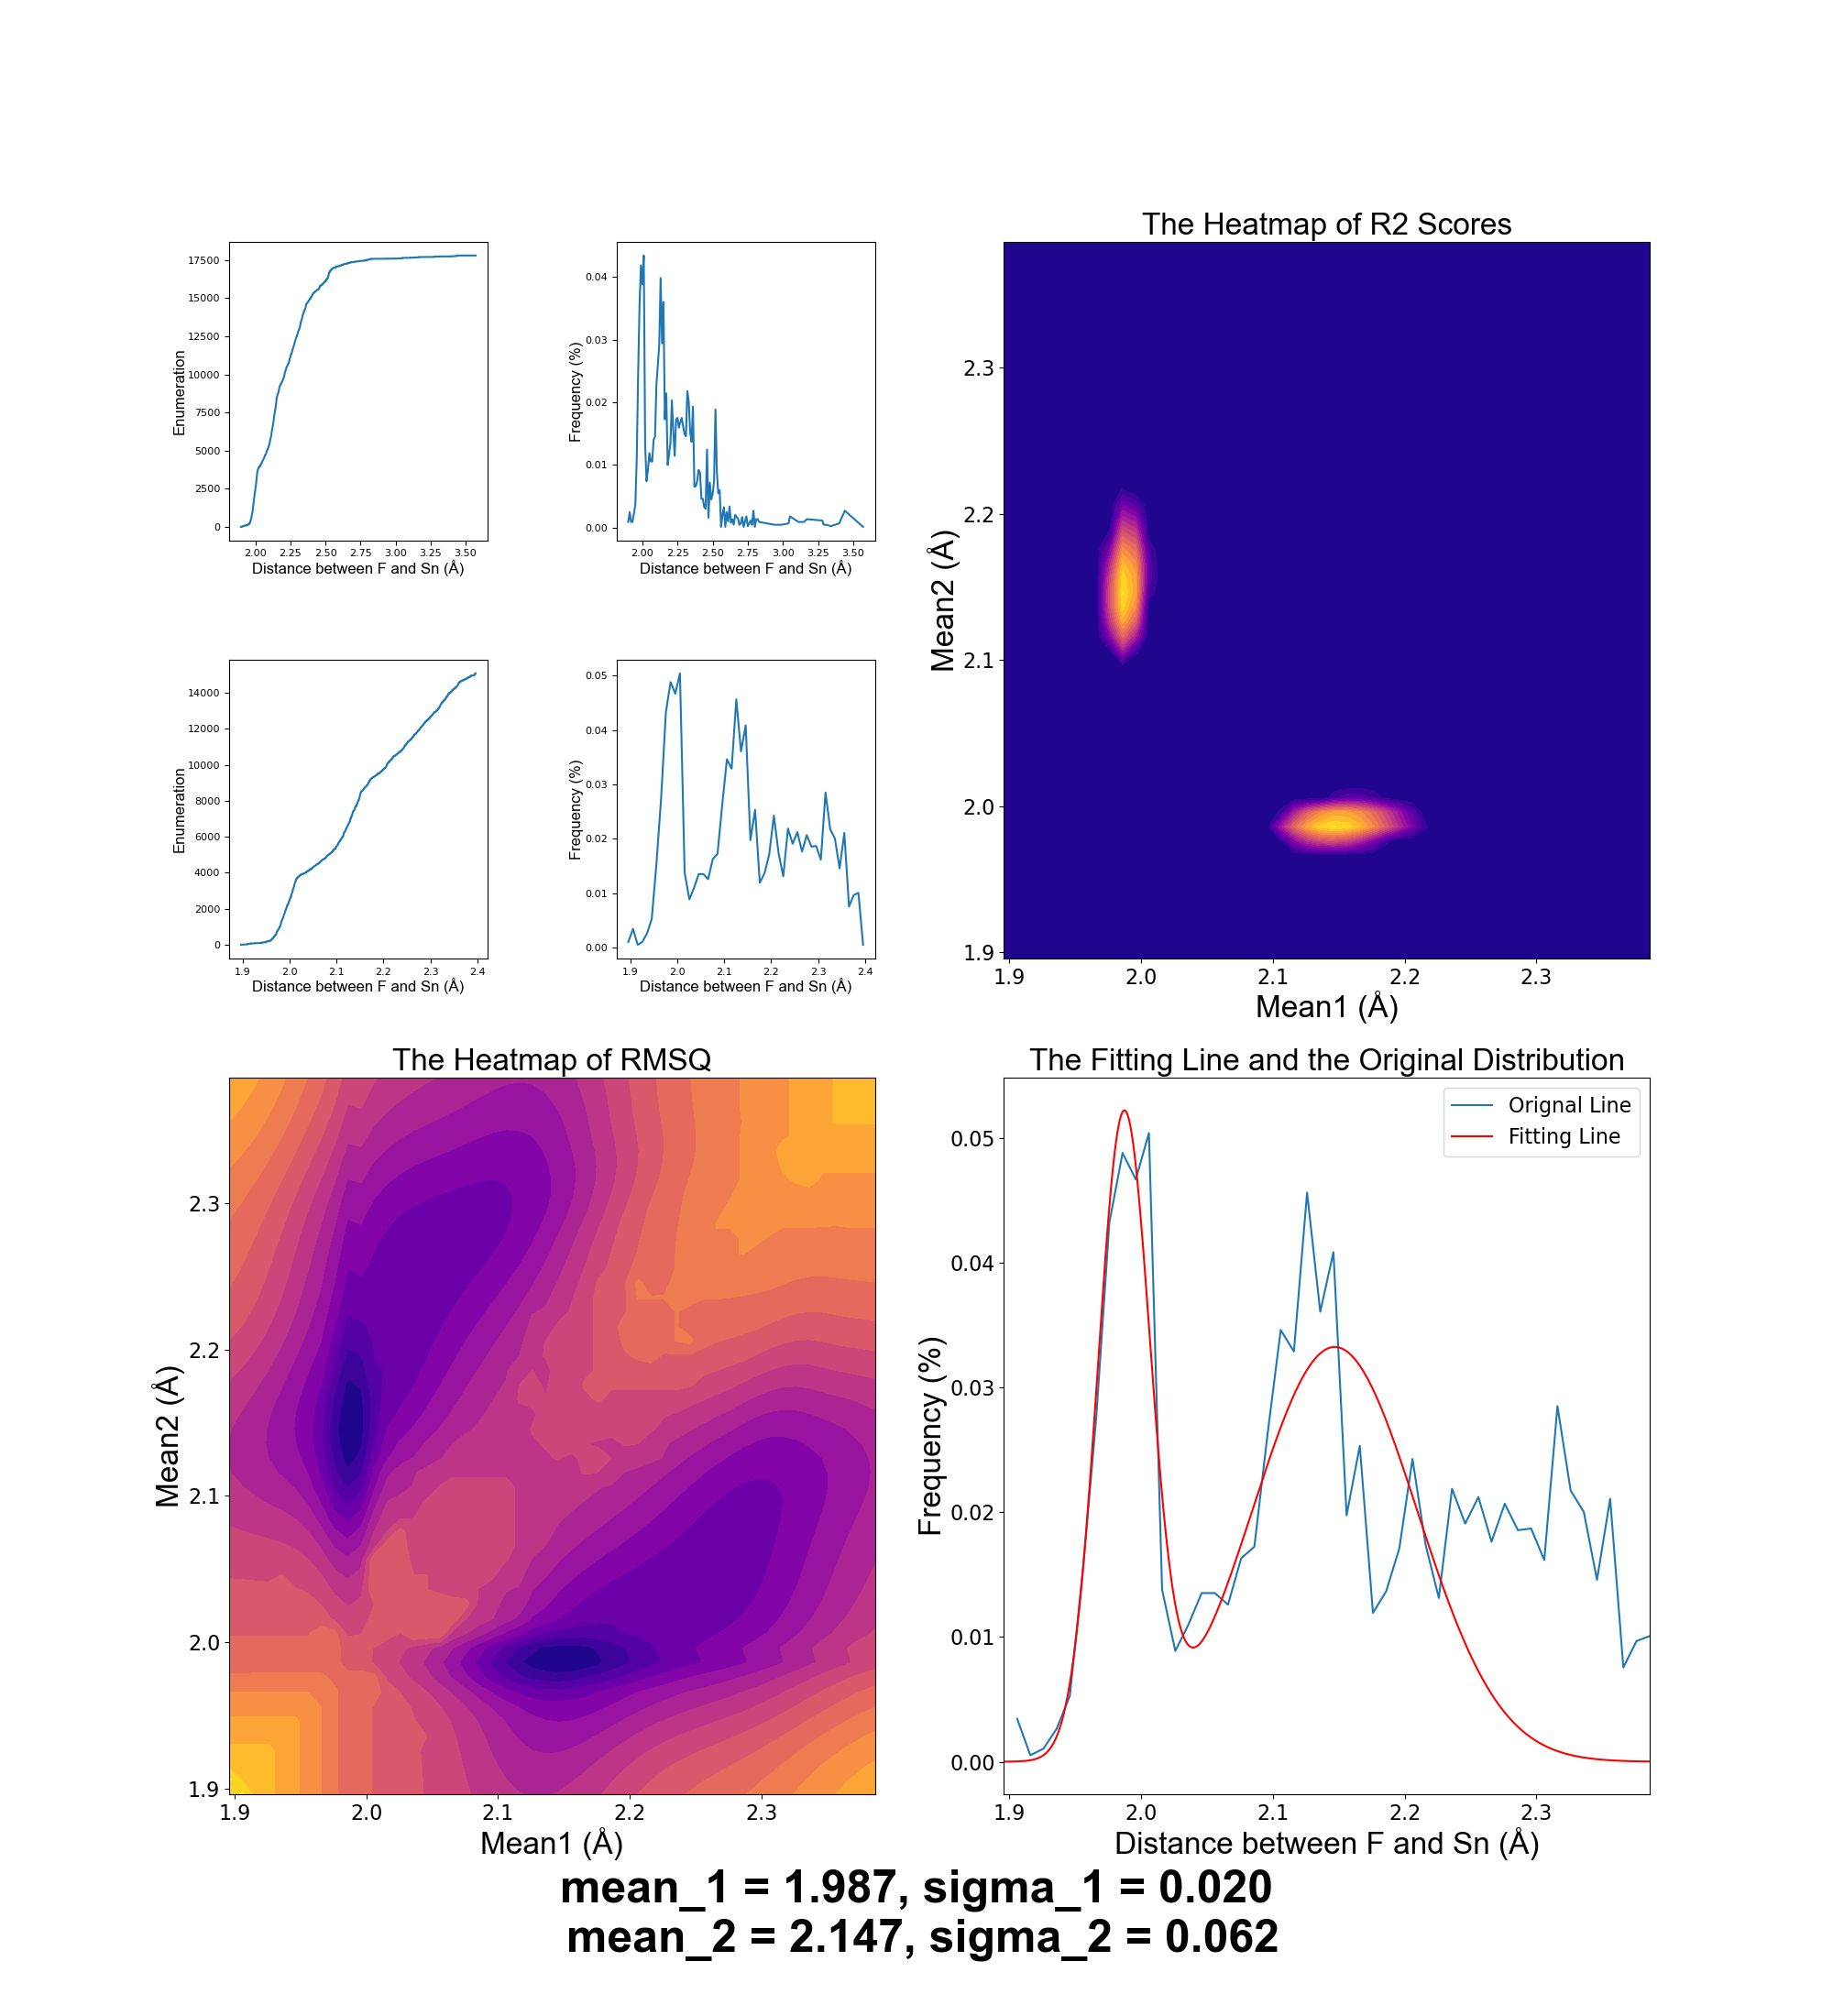 The Heatmap of R2 Scores
17500
15000
12500
10000
7500
5000
2500
0
Enumeration
2.00 2.25 2.50 2.75 3.00 3.25 3.50
Distance between F and Sn (Å)
0.04
0.03
0.02
0.01
0.00
Frequency (%)
2.00 2.25 2.50 2.75 3.00 3.25 3.50
Distance between F and Sn (Å)
14000
12000
10000
8000
6000
4000
2000
0
Enumeration
1.9 2.0 2.1 2.2 2.3 2.4
Distance between F and Sn (Å)
0.05
0.04
0.03
0.02
0.01
0.00
Frequency (%)
1.9 2.0 2.1 2.2 2.3 2.4
Distance between F and Sn (Å)
2.3
2.2
2.1
2.0
1.9
Mean2 (Å)
1.9 2.0 2.1 2.2 2.3
Mean1 (Å)
The Heatmap of RMSQ
2.3
2.2
2.1
2.0
1.9
Mean2 (Å)
1.9 2.0 2.1 2.2 2.3
Mean1 (Å)
The Fitting Line and the Original Distribution
Orignal Line
Fitting Line
0.05
0.04
0.03
0.02
0.01
0.00
Frequency (%)
1.9 2.0 2.1 2.2 2.3
Distance between F and Sn (Å)
mean_1 = 1.987, sigma_1 = 0.020
mean_2 = 2.147, sigma_2 = 0.062